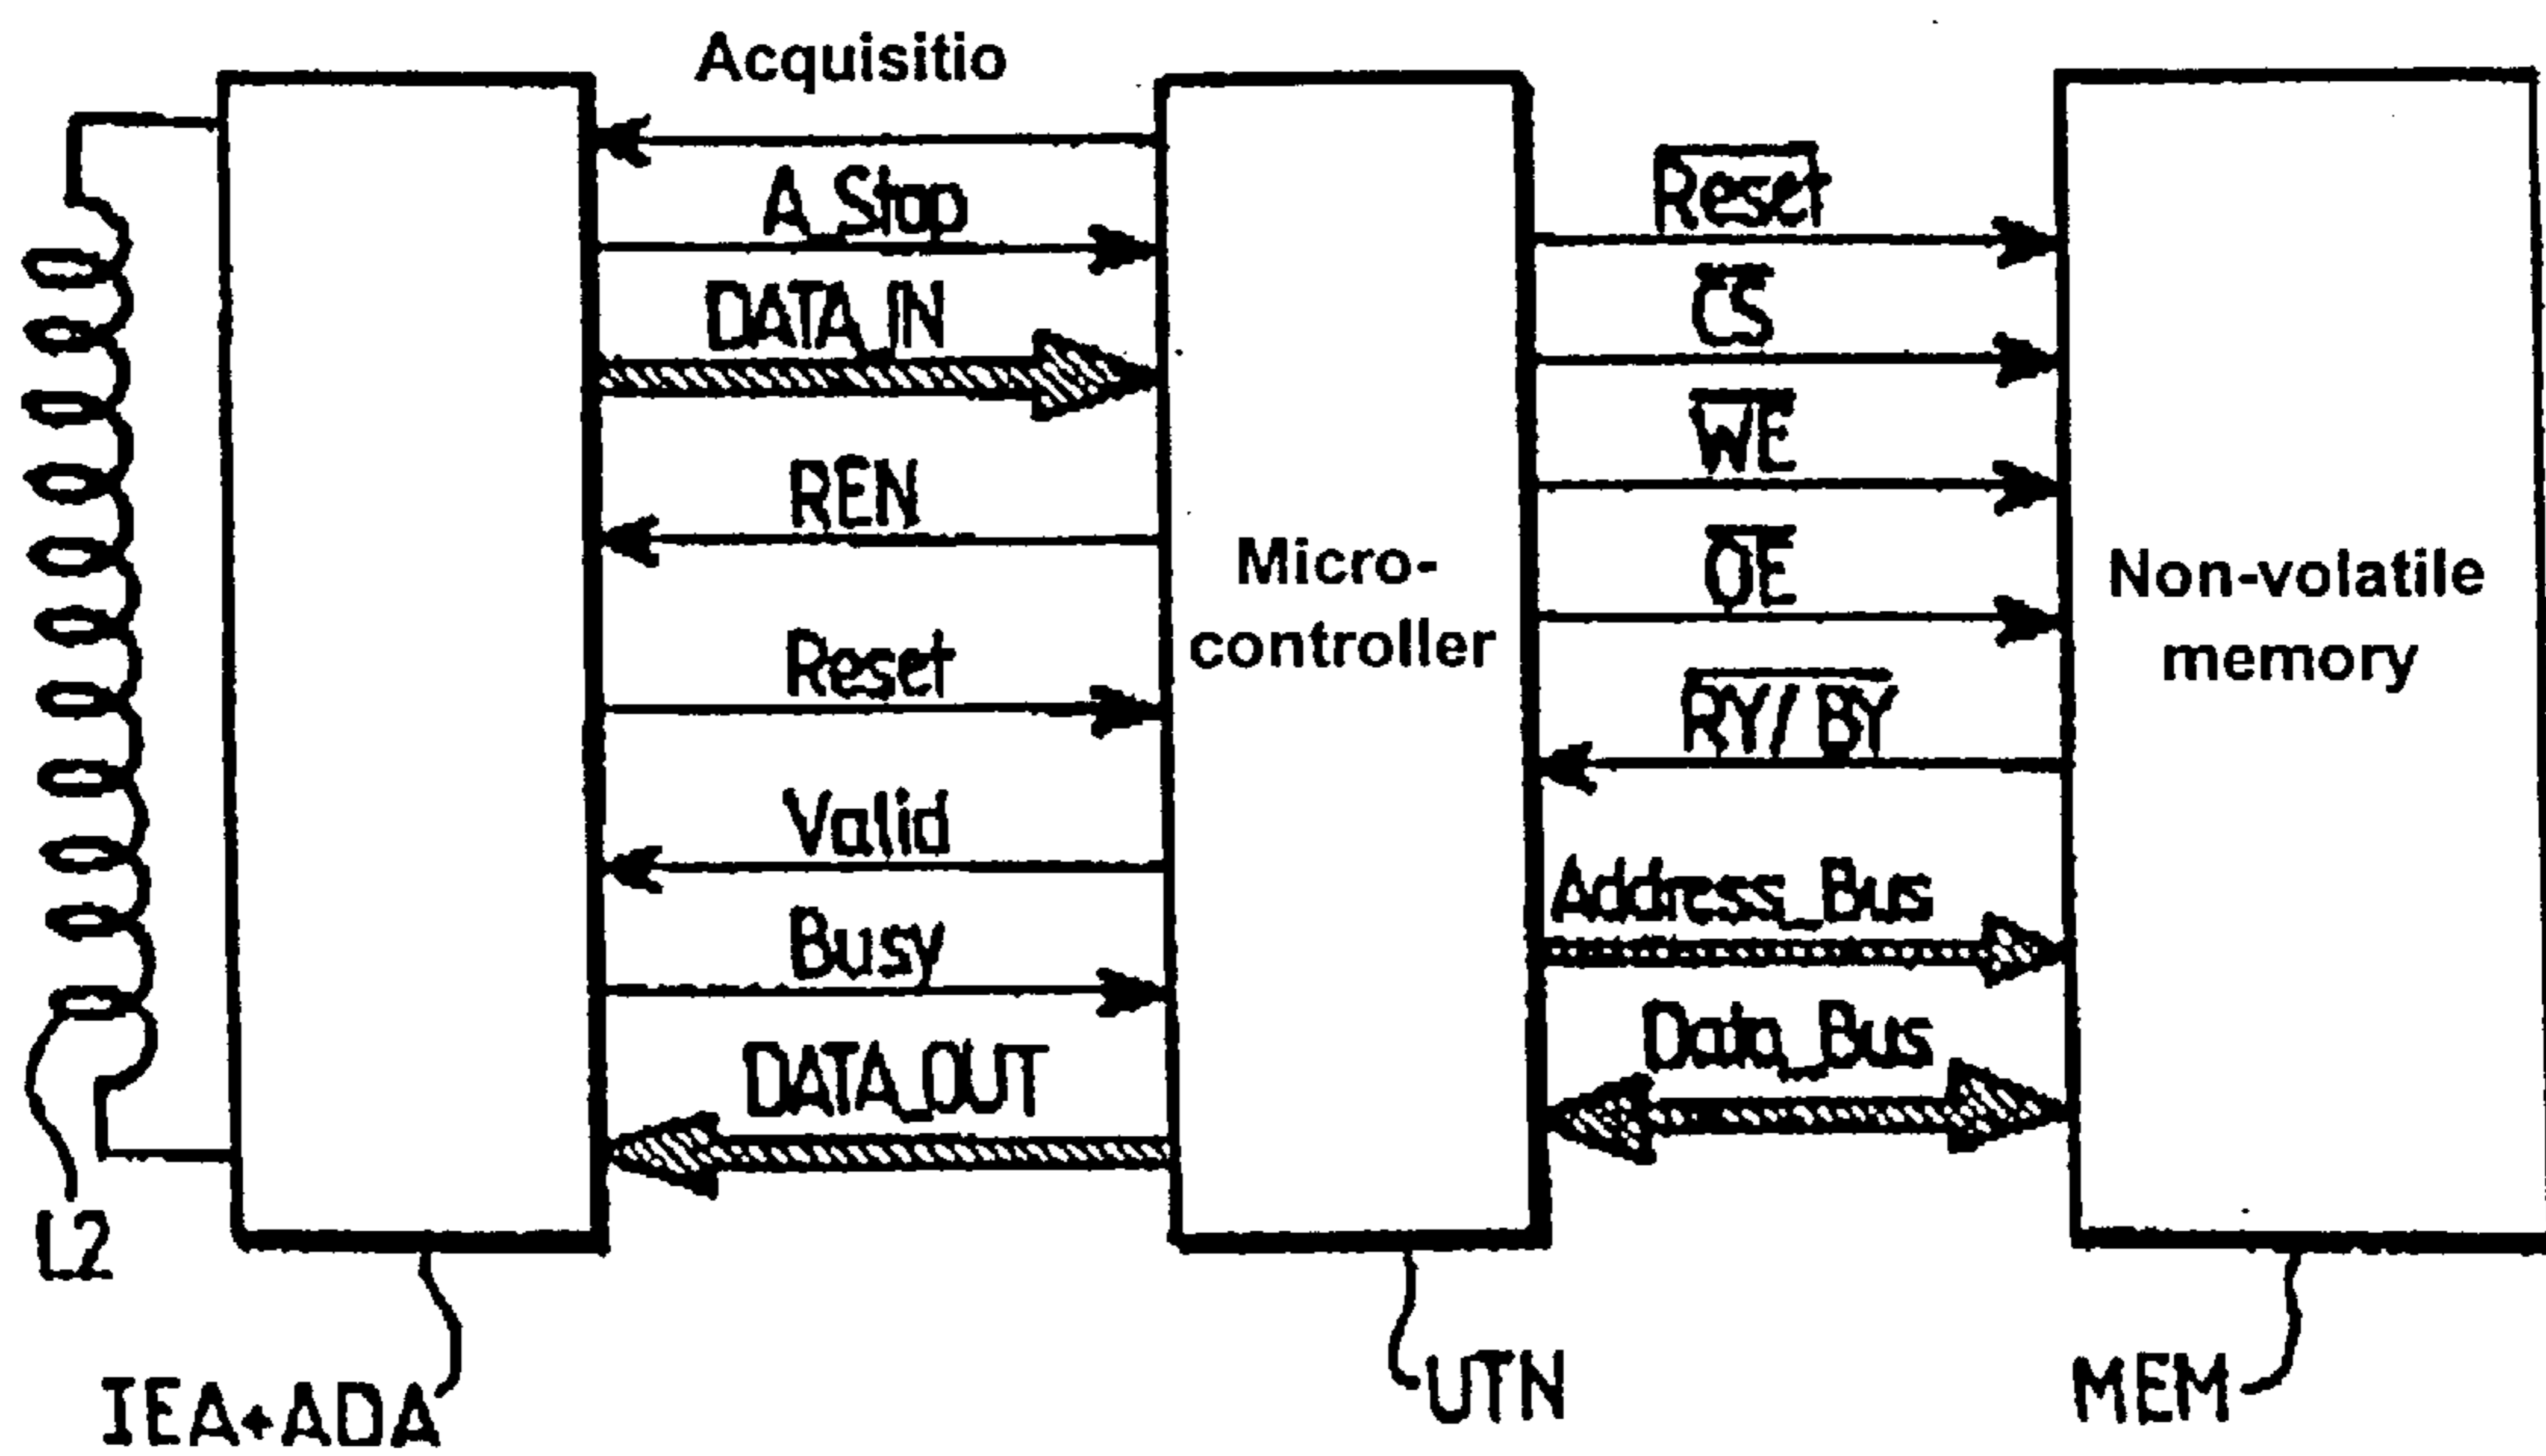 Acquisitio
A_Stop
DATA_IN
REN
Reset
Valid
Busy
DATA_OUT
Micro-
controller
Reset
CS
WE
OE
RY/BY
Address_Bus
Data_Bus
Non-volatile
memory
L2
IEA+ADA
UTN
MEM